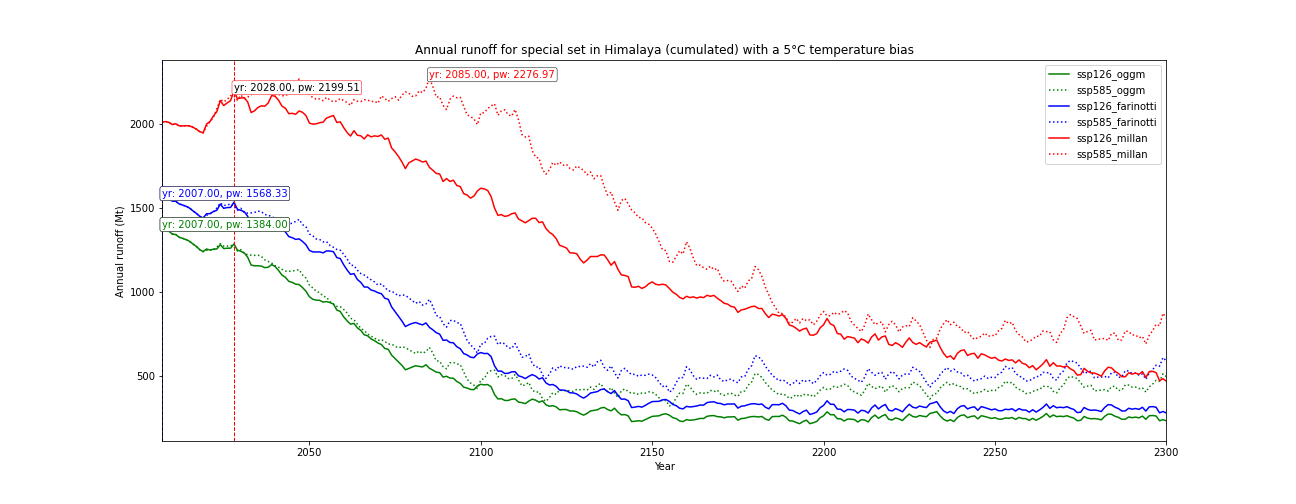 Annual runoff for special set in Himalaya (cumulated) with a 5°C temperature bias
yr: 2085.00, pw: 2276.97
yr: 2028.00, pw: 2199.51
yr: 2007.00, pw: 1568.33
yr: 2007.00, pw: 1384.00
ssp126_oggm
ssp585_oggm
ssp126_farinotti
ssp585_farinotti
ssp126_millan
ssp585_millan
Annual runoff (Mt)
2000
1500
1000
500
2050
2100
2150
2200
2250
2300
Year